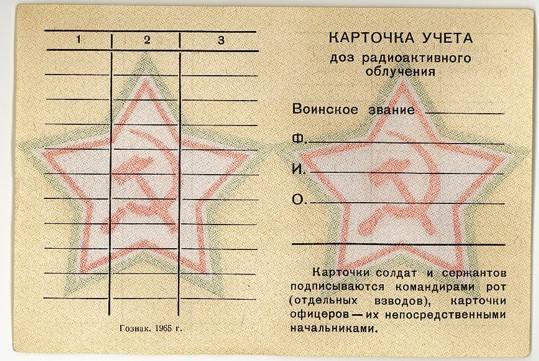 1 2 3
Гознак. 1965 г.
КАРТОЧКА УЧЕТА
доз радиоактивного
облучения
Воинское звание
Ф.
И.
О.
Карточки солдат и сержантов
подписываются командирами рот
(отдельных взводов), карточки
офицеров — их непосредственными
начальниками.